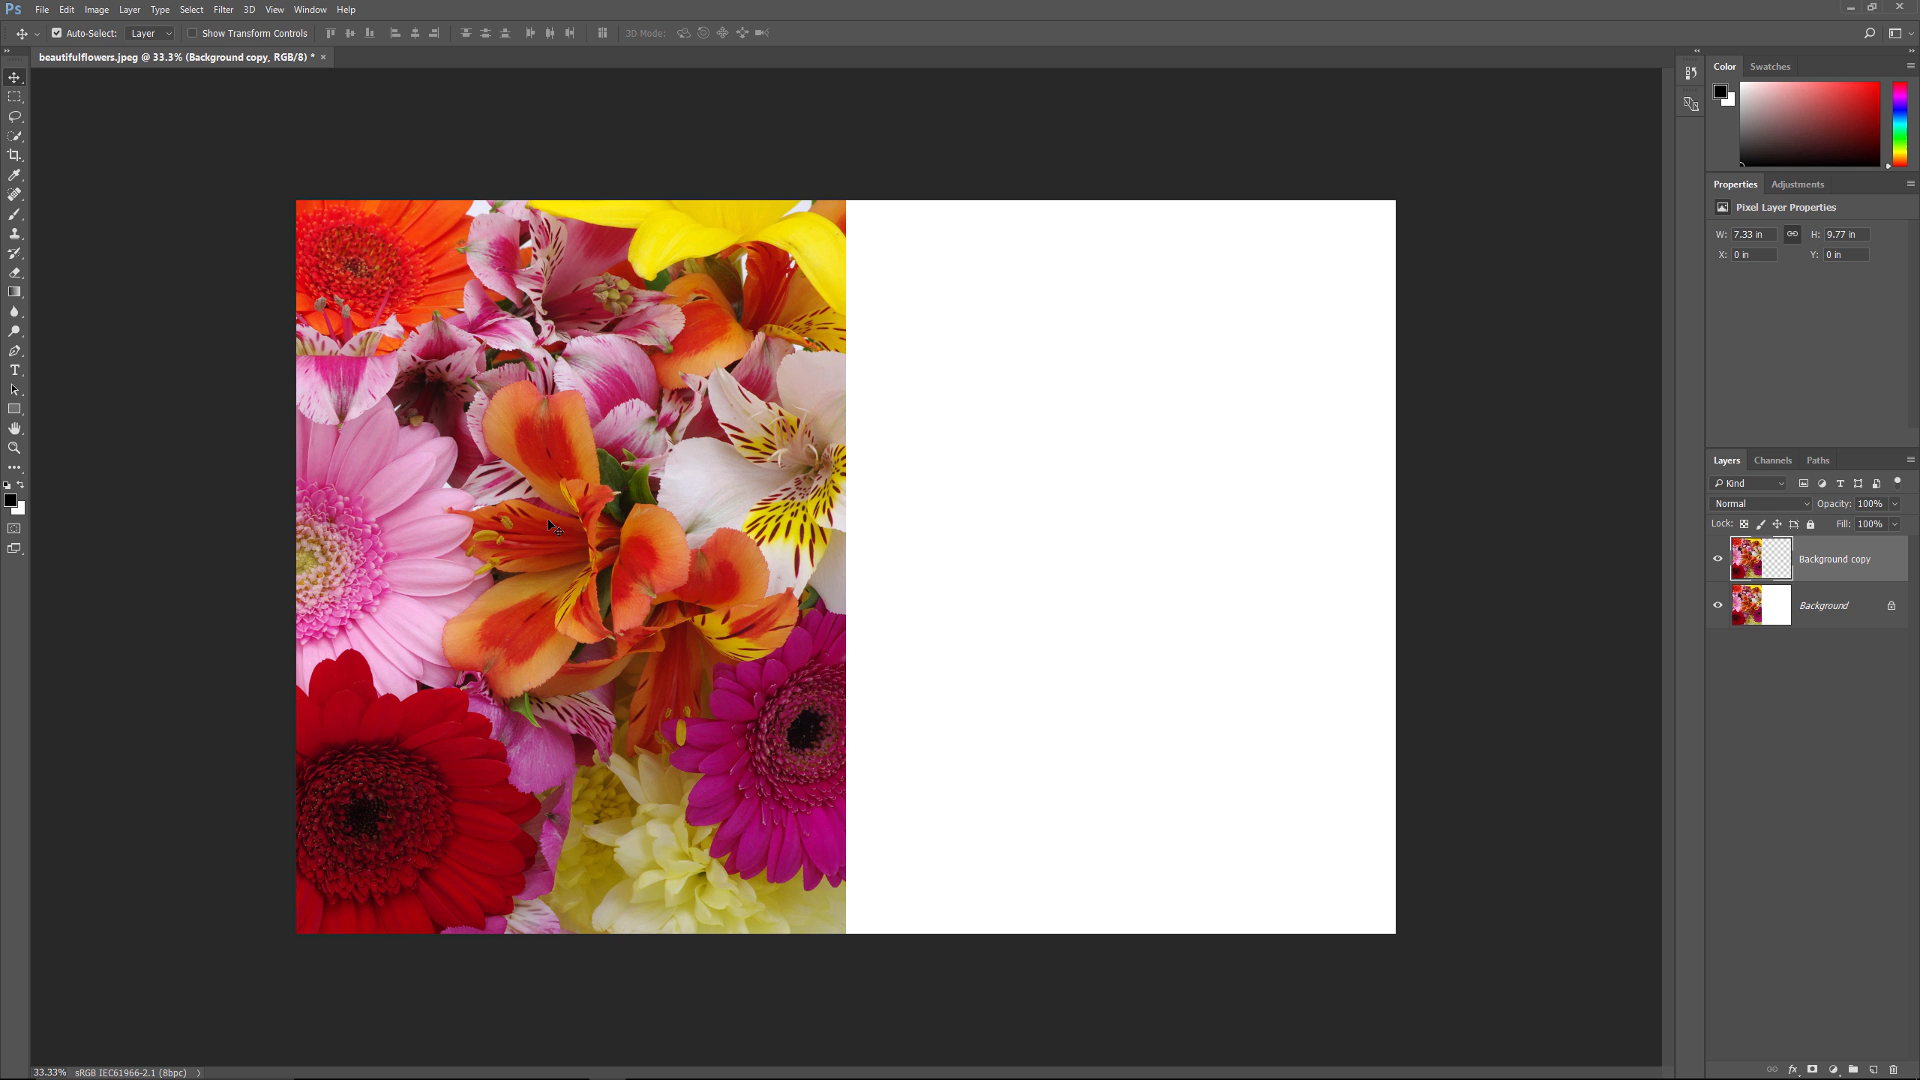 Ps File Edit Image Layer Type Select Filter 3D View Window Help
Auto-Select: Layer Show Transform Controls 3D Mode:
beautifulflowers.jpeg @ 33.3% (Background copy, RGB/8) * ×
Color Swatches
Properties Adjustments
Pixel Layer Properties
W: 7.33 in H: 9.77 in
X: 0 in Y: 0 in
Layers Channels Paths
Kind
Normal Opacity: 100%
Lock: Fill: 100%
Background copy
Background
33.33% sRGB IEC61966-2.1 (8bpc)